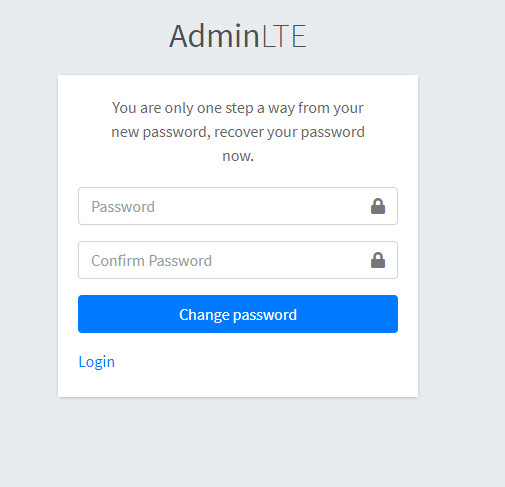 AdminLTE
You are only one step a way from your
new password, recover your password
now.
Password
Confirm Password
Change password
Login